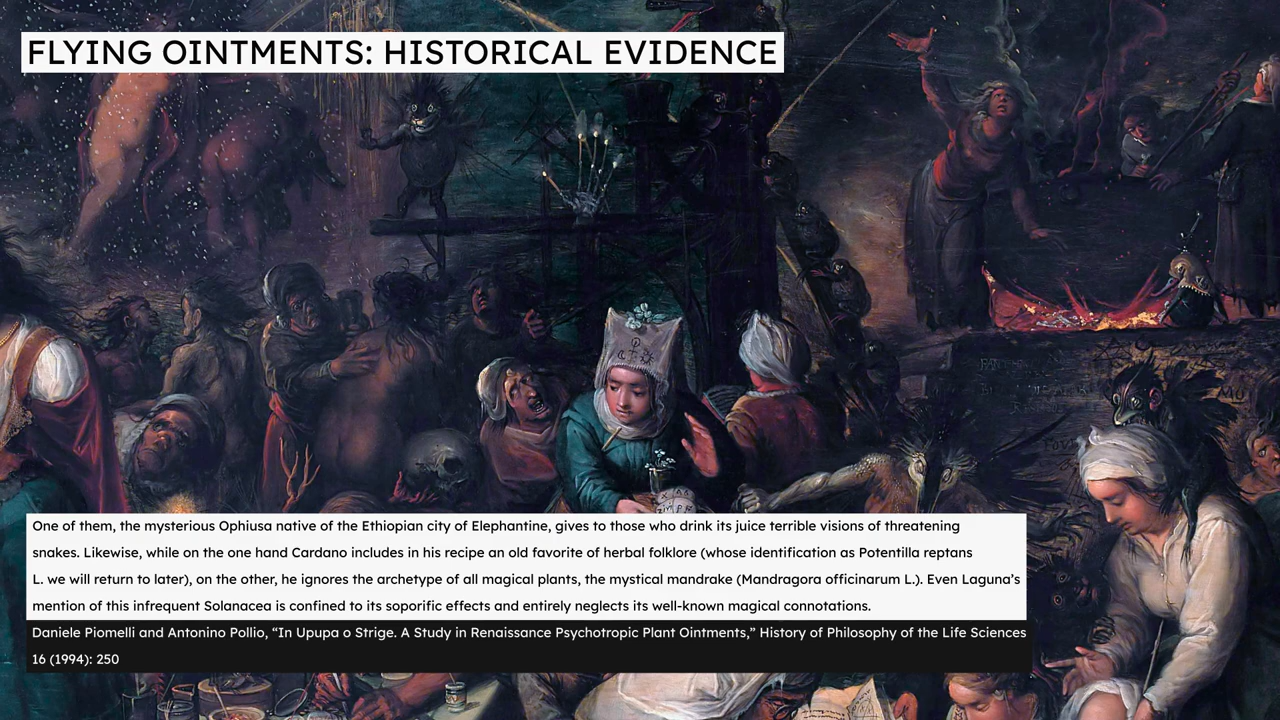 FLYING OINTMENTS: HISTORICAL EVIDENCE
One of them, the mysterious Ophiusa native of the Ethiopian city of Elephantine, gives to those who drink its juice terrible visions of threatening
snakes. Likewise, while on the one hand Cardano includes in his recipe an old favorite of herbal folklore (whose identification as Potentilla reptans
L. we will return to later), on the other, he ignores the archetype of all magical plants, the mystical mandrake (Mandragora officinarum L.). Even Laguna’s
mention of this infrequent Solanacea is confined to its soporific effects and entirely neglects its well-known magical connotations.
Daniele Piomelli and Antonino Pollio, “In Upupa o Strige. A Study in Renaissance Psychotropic Plant Ointments,” History of Philosophy of the Life Sciences
16 (1994): 250